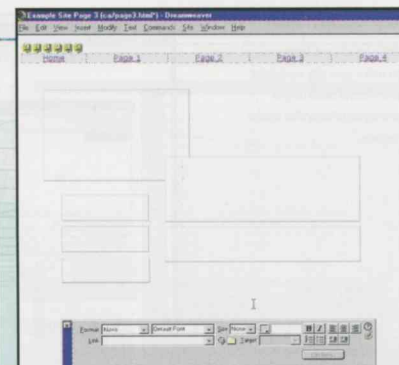 Example Site Page 3 (ca/page3.html*) - Dreamweaver
File Edit View Insert Modify Text Commands Site Window Help
Home Page 1 Page 2 Page 3 Page 4
Format None Default Font Size None B I
Link Target